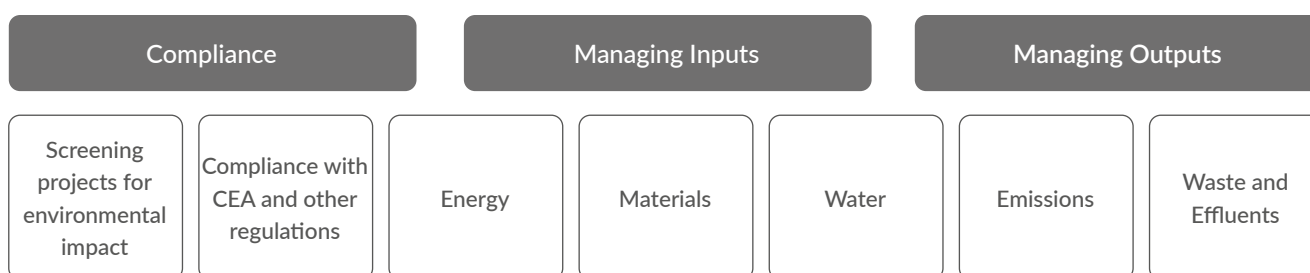 Compliance
Managing Inputs
Managing Outputs
Screening
projects for
environmental
impact
Compliance with
CEA and other
regulations
Energy
Materials
Water
Emissions
Waste and
Effluents